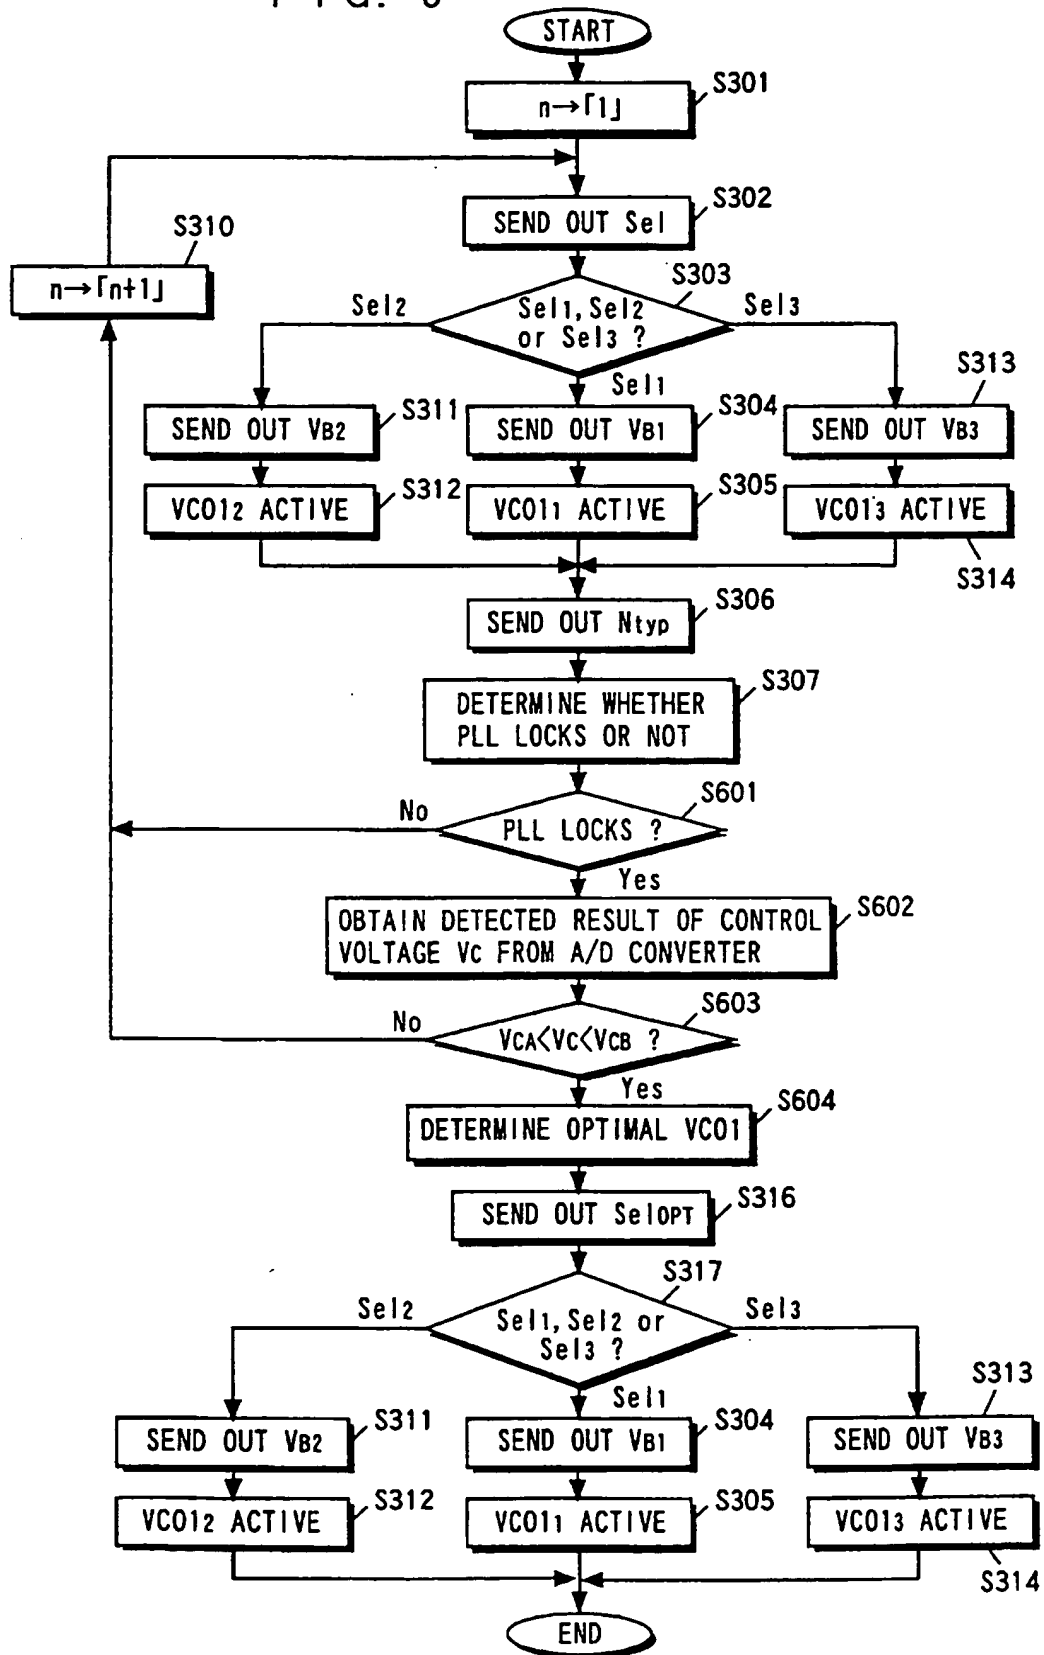 START
S301
n→「1」
S302
SEND OUT Sel
S310
n→「n+1」
S303
Sel2
Sel1, Sel2
or Sel3 ?
Sel3
Sel1
S311
SEND OUT VB2
S304
SEND OUT VB1
S313
SEND OUT VB3
S312
VCO12 ACTIVE
S305
VCO11 ACTIVE
VCO13 ACTIVE
S314
S306
SEND OUT Ntyp
S307
DETERMINE WHETHER
PLL LOCKS OR NOT
S601
No
PLL LOCKS ?
Yes
S602
OBTAIN DETECTED RESULT OF CONTROL
VOLTAGE Vc FROM A/D CONVERTER
S603
No
VCA<VC<VCB ?
Yes
S604
DETERMINE OPTIMAL VCO1
S316
SEND OUT SelOPT
S317
Sel2
Sel1, Sel2 or
Sel3 ?
Sel3
Sel1
S311
SEND OUT VB2
S304
SEND OUT VB1
S313
SEND OUT VB3
S312
VCO12 ACTIVE
S305
VCO11 ACTIVE
VCO13 ACTIVE
S314
END